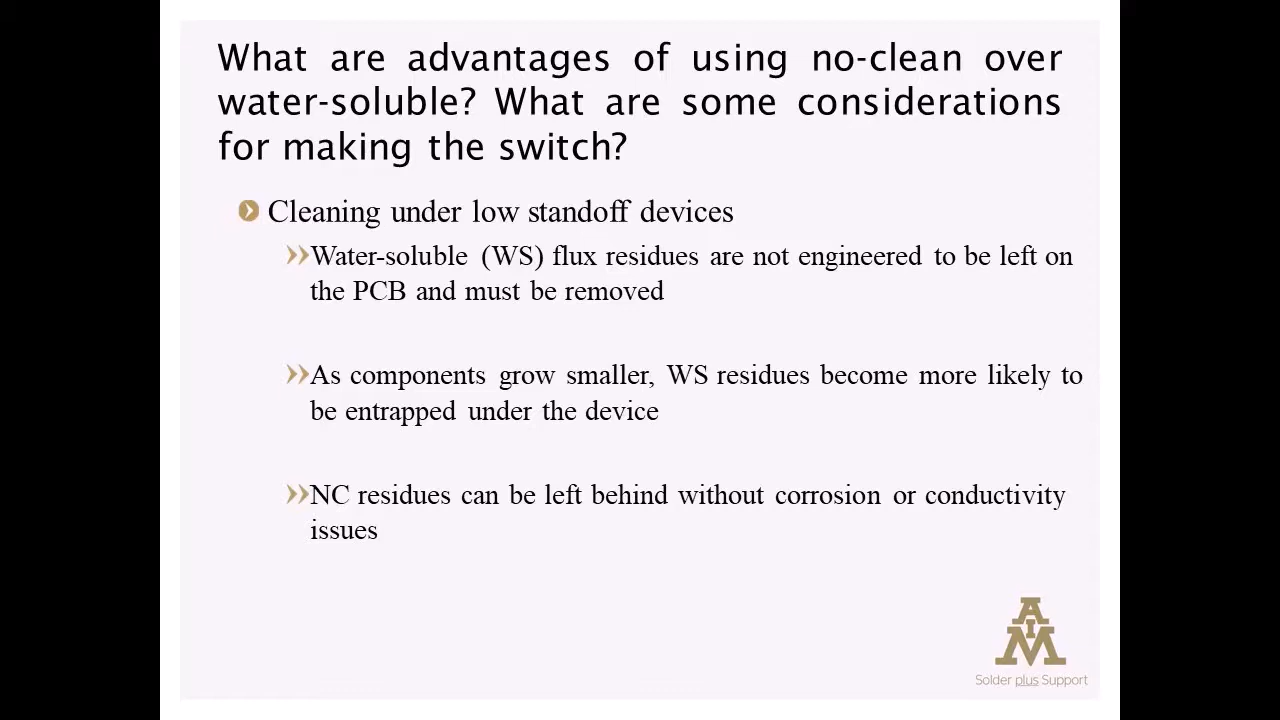 What are advantages of using no-clean over
water-soluble? What are some considerations
for making the switch?
Cleaning under low standoff devices
Water-soluble (WS) flux residues are not engineered to be left on
the PCB and must be removed
As components grow smaller, WS residues become more likely to
be entrapped under the device
NC residues can be left behind without corrosion or conductivity
issues
AIM
Solder plus Support